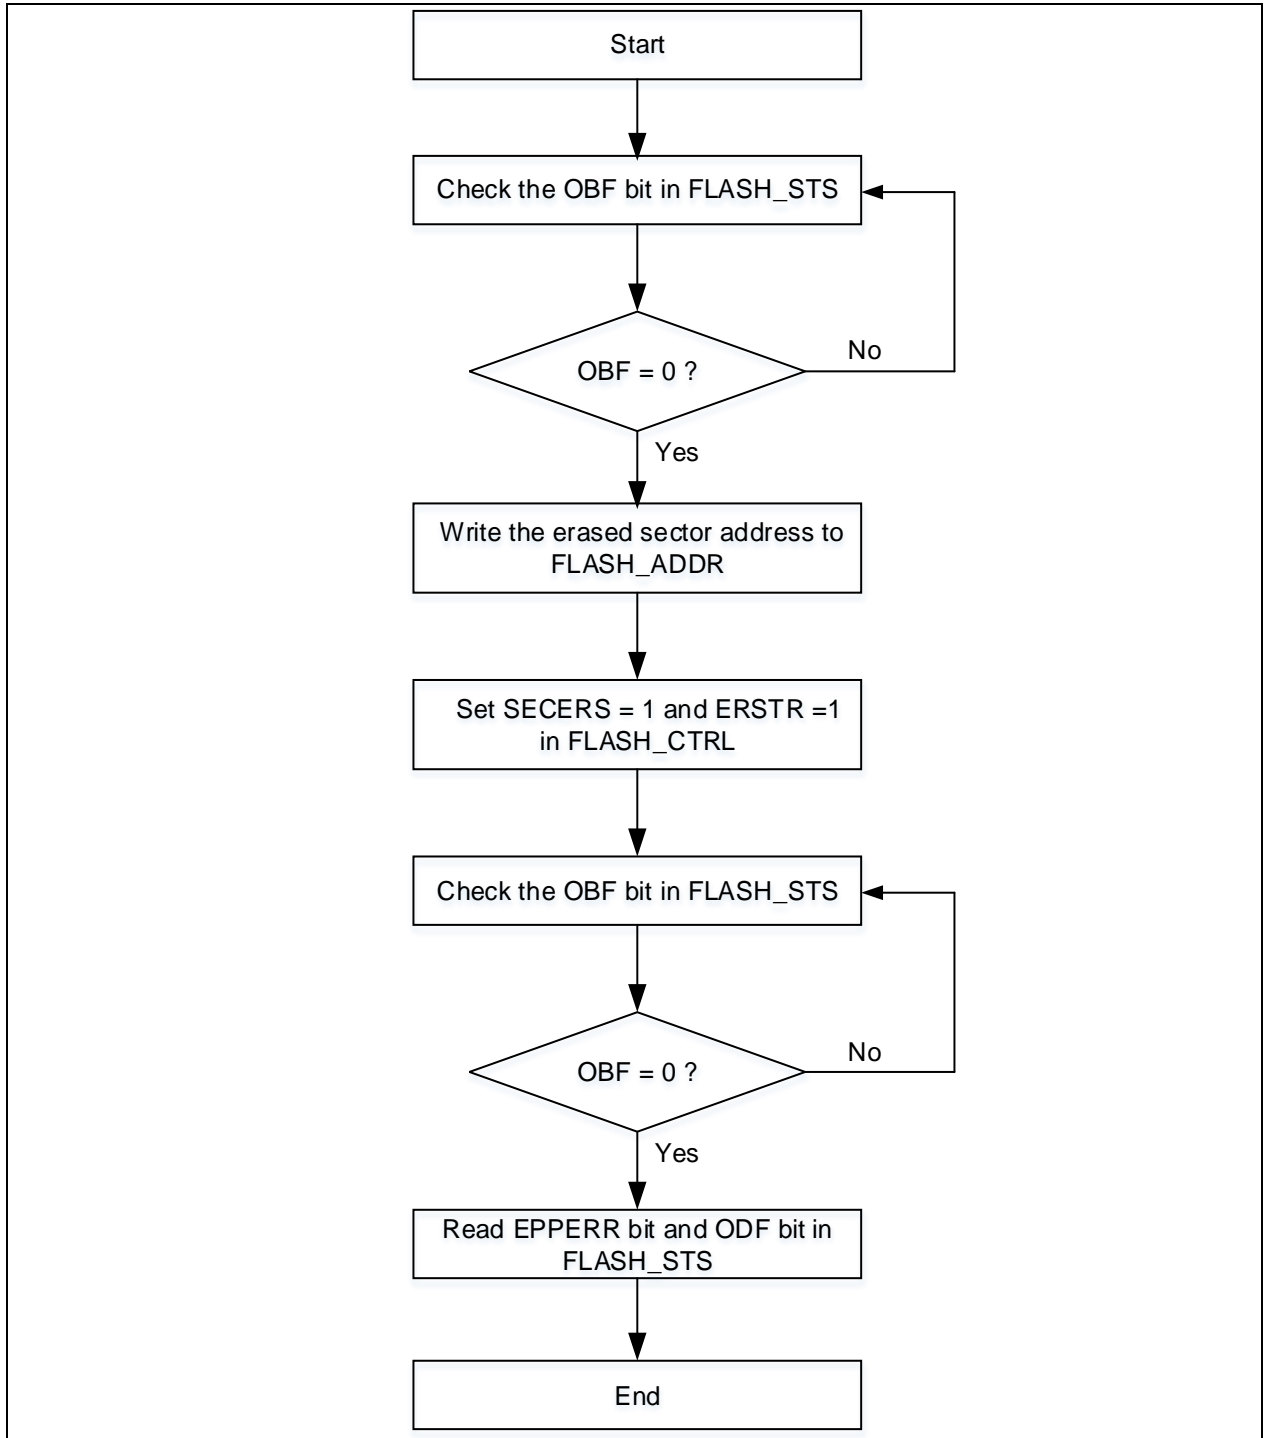 Start
Check the OBF bit in FLASH_STS
OBF = 0 ?
No
Yes
Write the erased sector address to
FLASH_ADDR
Set SECERS = 1 and ERSTR =1
in FLASH_CTRL
Check the OBF bit in FLASH_STS
OBF = 0 ?
No
Yes
Read EPPERR bit and ODF bit in
FLASH_STS
End